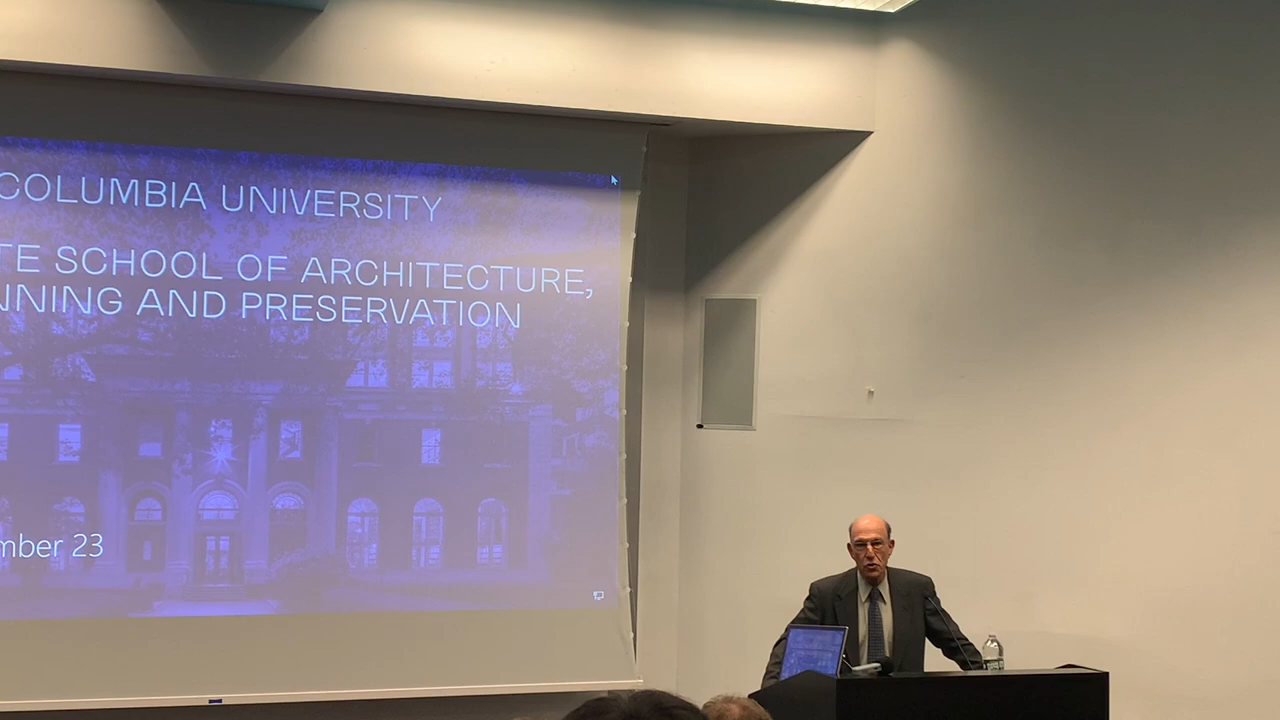 COLUMBIA UNIVERSITY
TE SCHOOL OF ARCHITECTURE,
NNING AND PRESERVATION
mber 23